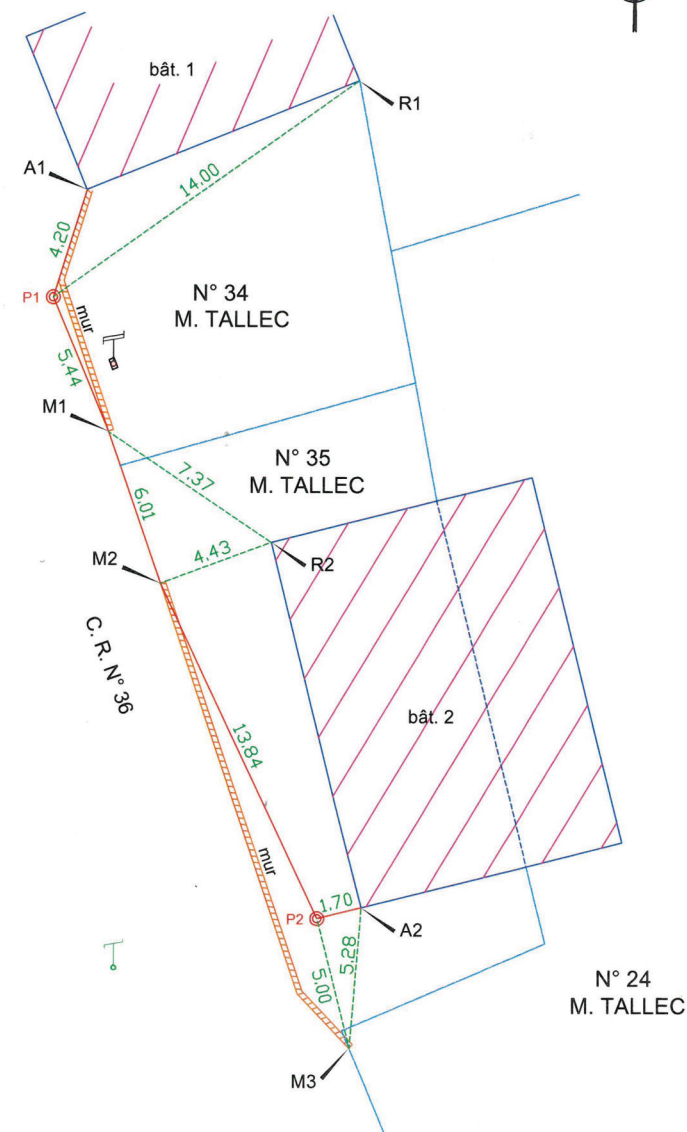 bât. 1
R1
A1
14,00
4,20
P1
N° 34
M. TALLEC
mur
5,44
M1
N° 35
M. TALLEC
7,37
6,01
4,43
M2
R2
C. R. N° 36
bât. 2
13,84
mur
1,70
P2
A2
5,28
5,00
N° 24
M. TALLEC
M3